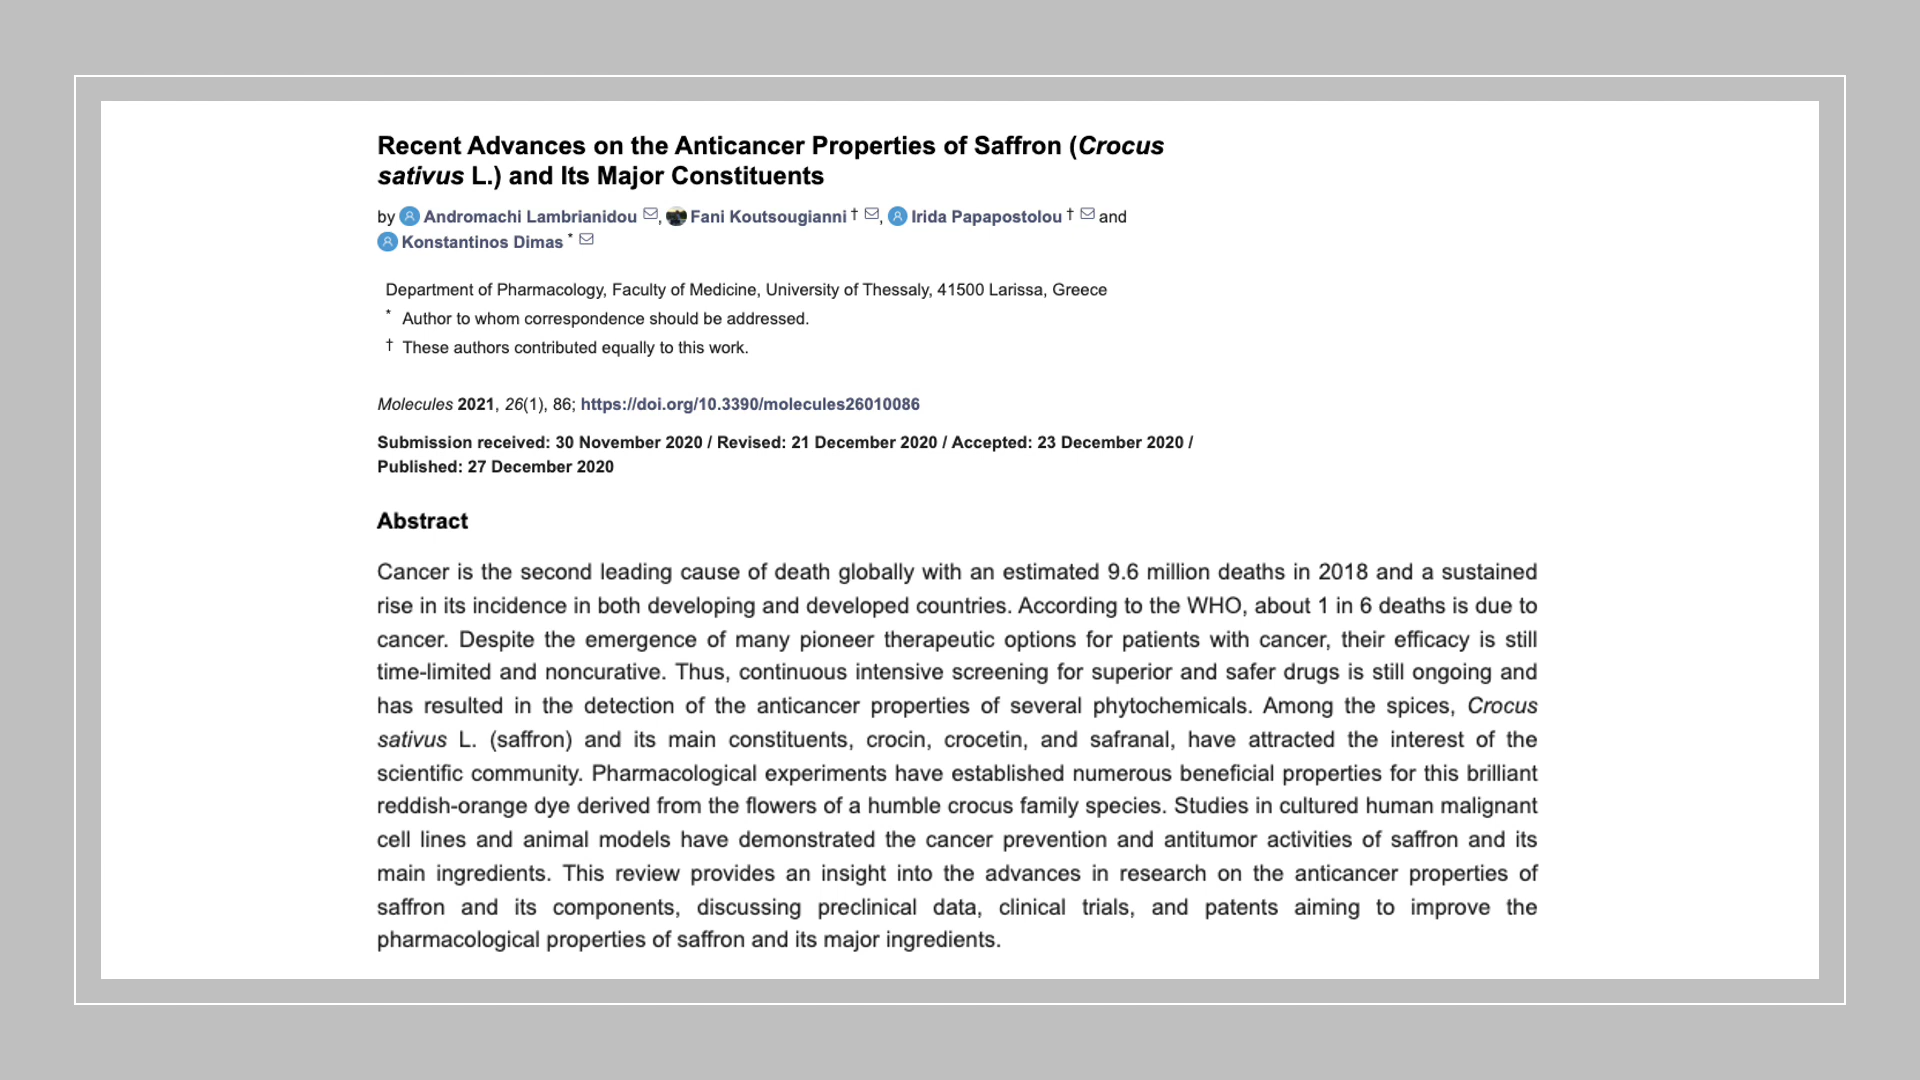 Recent Advances on the Anticancer Properties of Saffron (Crocus
sativus L.) and Its Major Constituents
by Andromachi Lambrianidou, Fani Koutsougianni †, Irida Papapostolou † and
Konstantinos Dimas *
Department of Pharmacology, Faculty of Medicine, University of Thessaly, 41500 Larissa, Greece
* Author to whom correspondence should be addressed.
† These authors contributed equally to this work.
Molecules 2021, 26(1), 86; https://doi.org/10.3390/molecules26010086
Submission received: 30 November 2020 / Revised: 21 December 2020 / Accepted: 23 December 2020 /
Published: 27 December 2020
Abstract
Cancer is the second leading cause of death globally with an estimated 9.6 million deaths in 2018 and a sustained
rise in its incidence in both developing and developed countries. According to the WHO, about 1 in 6 deaths is due to
cancer. Despite the emergence of many pioneer therapeutic options for patients with cancer, their efficacy is still
time-limited and noncurative. Thus, continuous intensive screening for superior and safer drugs is still ongoing and
has resulted in the detection of the anticancer properties of several phytochemicals. Among the spices, Crocus
sativus L. (saffron) and its main constituents, crocin, crocetin, and safranal, have attracted the interest of the
scientific community. Pharmacological experiments have established numerous beneficial properties for this brilliant
reddish-orange dye derived from the flowers of a humble crocus family species. Studies in cultured human malignant
cell lines and animal models have demonstrated the cancer prevention and antitumor activities of saffron and its
main ingredients. This review provides an insight into the advances in research on the anticancer properties of
saffron and its components, discussing preclinical data, clinical trials, and patents aiming to improve the
pharmacological properties of saffron and its major ingredients.